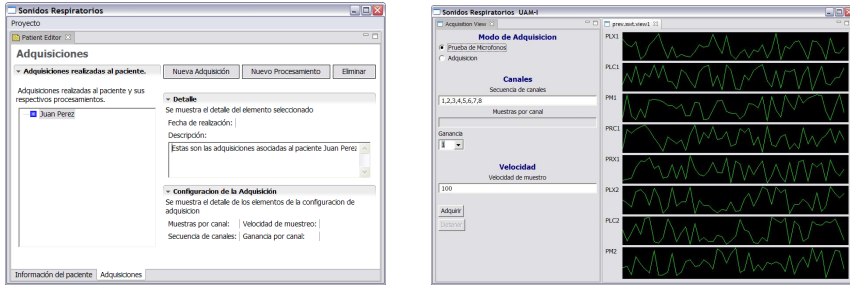 Sonidos Respiratorios
Proyecto
Patient Editor
Adquisiciones
Adquisiciones realizadas al paciente.
Adquisiciones realizadas al paciente y sus
respectivos procesamientos.
Juan Perez
Nueva Adquisición
Nuevo Procesamiento
Eliminar
Detalle
Se muestra el detalle del elemento seleccionado
Fecha de realización:
Descripción:
Estas son las adquisiciones asociadas al paciente Juan Perez
Configuracion de la Adquisición
Se muestra el detalle de los elementos de la configuracion de
adquisicion
Muestras por canal: Velocidad de muestreo:
Secuencia de canales: Ganancia por canal:
Información del paciente Adquisiciones
Sonidos Respiratorios UAM-I
Acquisition View
Modo de Adquisicion
Prueba de Microfonos
Adquisicion
Canales
Secuencia de canales
1,2,3,4,5,6,7,8
Muestras por canal
Ganancia
1
Velocidad
Velocidad de muestro
100
Adquirir
prev.swt.view1
PLX1
PLC1
PM1
PRC1
PRX1
PLX2
PLC2
PM2